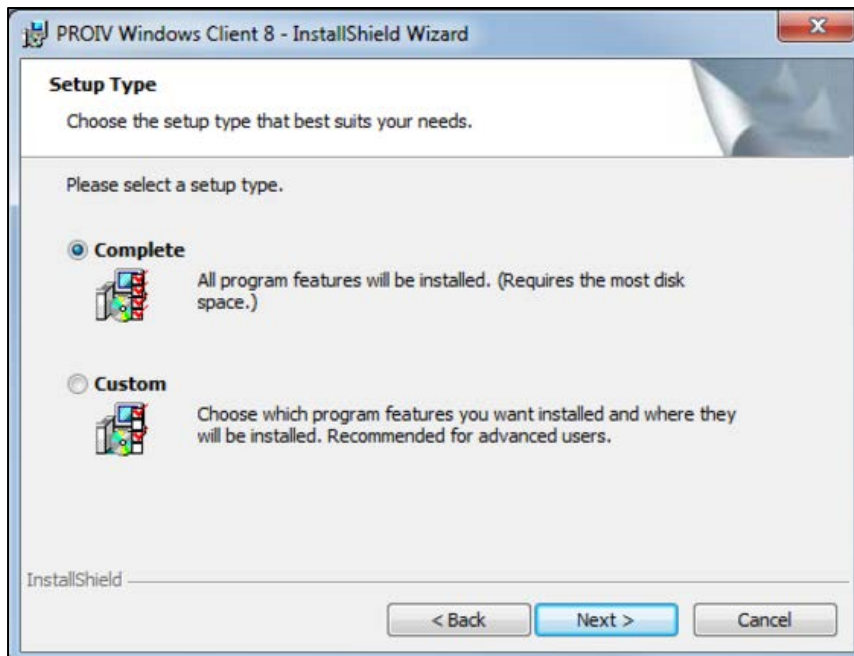 PROIV Windows Client 8 - InstallShield Wizard
Setup Type
Choose the setup type that best suits your needs.
Please select a setup type.
Complete
All program features will be installed. (Requires the most disk
space.)
Custom
Choose which program features you want installed and where they
will be installed. Recommended for advanced users.
InstallShield
< Back
Next >
Cancel